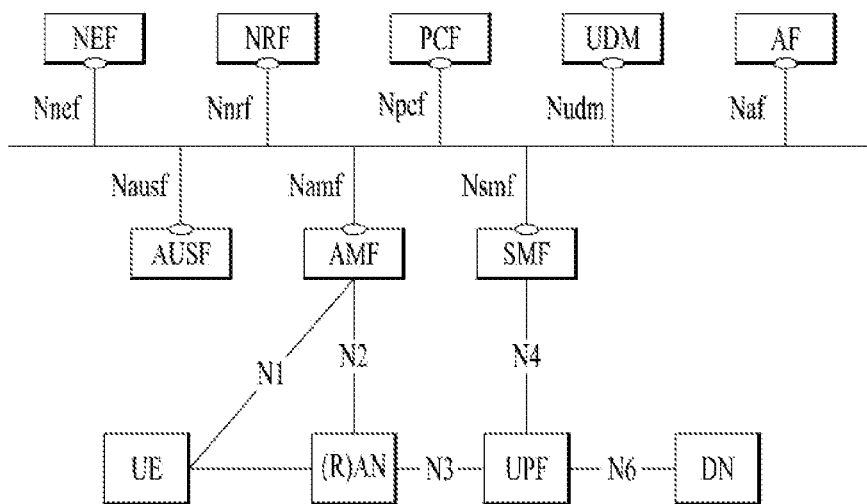 NEF NRF PCF UDM AF
Nnef Nnrf Npcf Nudm Naf
Nausf Namf Nsmf
AUSF AMF SMF
N1 N2 N4
UE (R)AN N3 UPF N6 DN